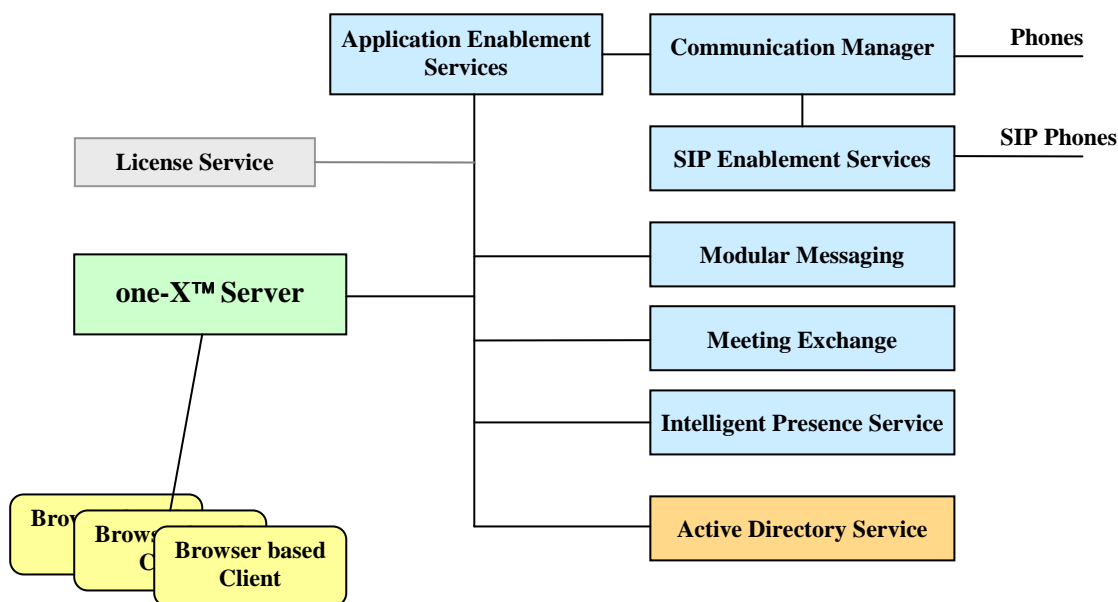 Application Enablement
Services
Communication Manager
Phones
License Service
SIP Enablement Services
SIP Phones
Modular Messaging
one-X™ Server
Meeting Exchange
Intelligent Presence Service
Active Directory Service
Brow
Brows
C
Browser based
Client